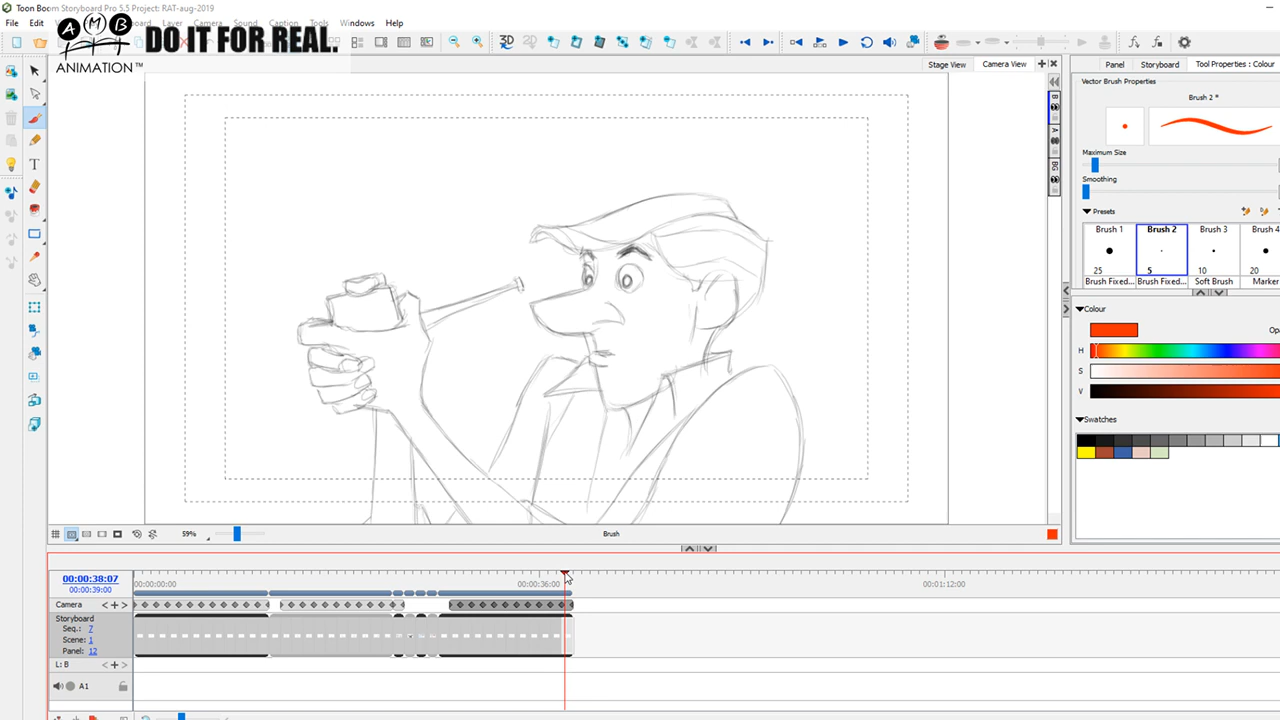 Toon Boom Storyboard Pro 5.5 Project: RAT-aug-2019
File Edit Layer Camera Sound Caption Tools Windows Help
AMB
ANIMATION™
DO IT FOR REAL.
3D 2D
Stage View Camera View
Panel Storyboard Tool Properties : Colour
Vector Brush Properties
Brush 2 *
Maximum Size
Smoothing
Presets
Brush 1 Brush 2 Brush 3 Brush 4
25 5 10 20
Brush Fixed... Brush Fixed... Soft Brush Marker
Colour
H
S
V
Swatches
B
A
BG
T
59%
Brush
00:00:38:07
00:00:39:00
00:00:00:00 00:00:36:00 00:01:12:00
Camera
Storyboard
Seq.: 7
Scene: 1
Panel: 12
L: B
A1